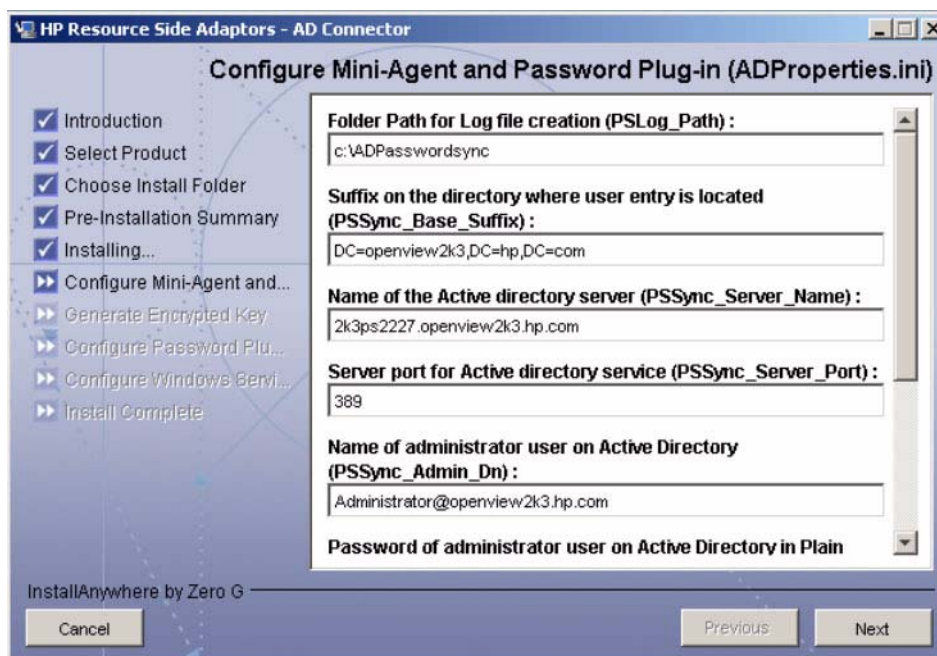 HP Resource Side Adaptors - AD Connector
Configure Mini-Agent and Password Plug-in (ADProperties.ini)
Introduction
Select Product
Choose Install Folder
Pre-Installation Summary
Installing...
Configure Mini-Agent and...
Generate Encrypted Key
Configure Password Plu...
Configure Windows Servi...
Install Complete
Folder Path for Log file creation (PSLog_Path) :
c:\ADPasswordsync
Suffix on the directory where user entry is located
(PSSync_Base_Suffix) :
DC=openview2k3,DC=hp,DC=com
Name of the Active directory server (PSSync_Server_Name) :
2k3ps2227.openview2k3.hp.com
Server port for Active directory service (PSSync_Server_Port) :
389
Name of administrator user on Active Directory
(PSSync_Admin_Dn) :
Administrator@openview2k3.hp.com
Password of administrator user on Active Directory in Plain
InstallAnywhere by Zero G
Cancel
Previous
Next